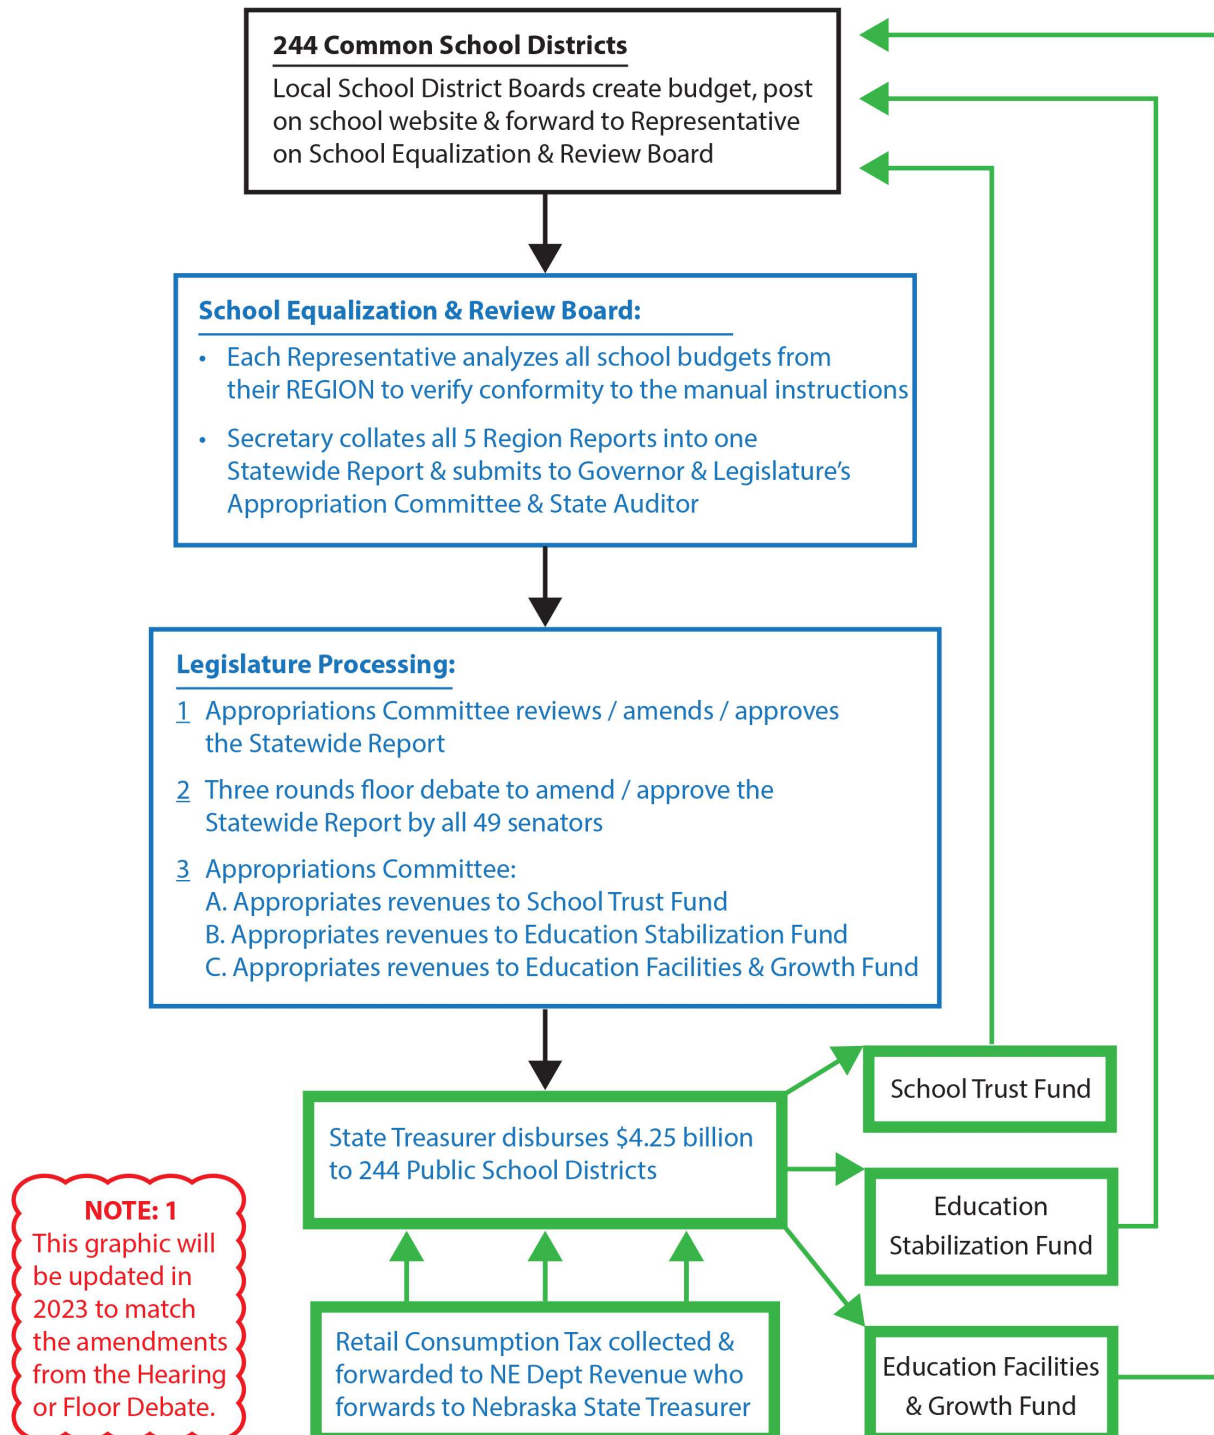 244 Common School Districts
Local School District Boards create budget, post
on school website & forward to Representative
on School Equalization & Review Board
School Equalization & Review Board:
• Each Representative analyzes all school budgets from
their REGION to verify conformity to the manual instructions
• Secretary collates all 5 Region Reports into one
Statewide Report & submits to Governor & Legislature's
Appropriation Committee & State Auditor
Legislature Processing:
1 Appropriations Committee reviews / amends / approves
the Statewide Report
2 Three rounds floor debate to amend / approve the
Statewide Report by all 49 senators
3 Appropriations Committee:
A. Appropriates revenues to School Trust Fund
B. Appropriates revenues to Education Stabilization Fund
C. Appropriates revenues to Education Facilities & Growth Fund
State Treasurer disburses $4.25 billion
to 244 Public School Districts
School Trust Fund
Education
Stabilization Fund
Education Facilities
& Growth Fund
Retail Consumption Tax collected &
forwarded to NE Dept Revenue who
forwards to Nebraska State Treasurer
NOTE: 1
This graphic will
be updated in
2023 to match
the amendments
from the Hearing
or Floor Debate.